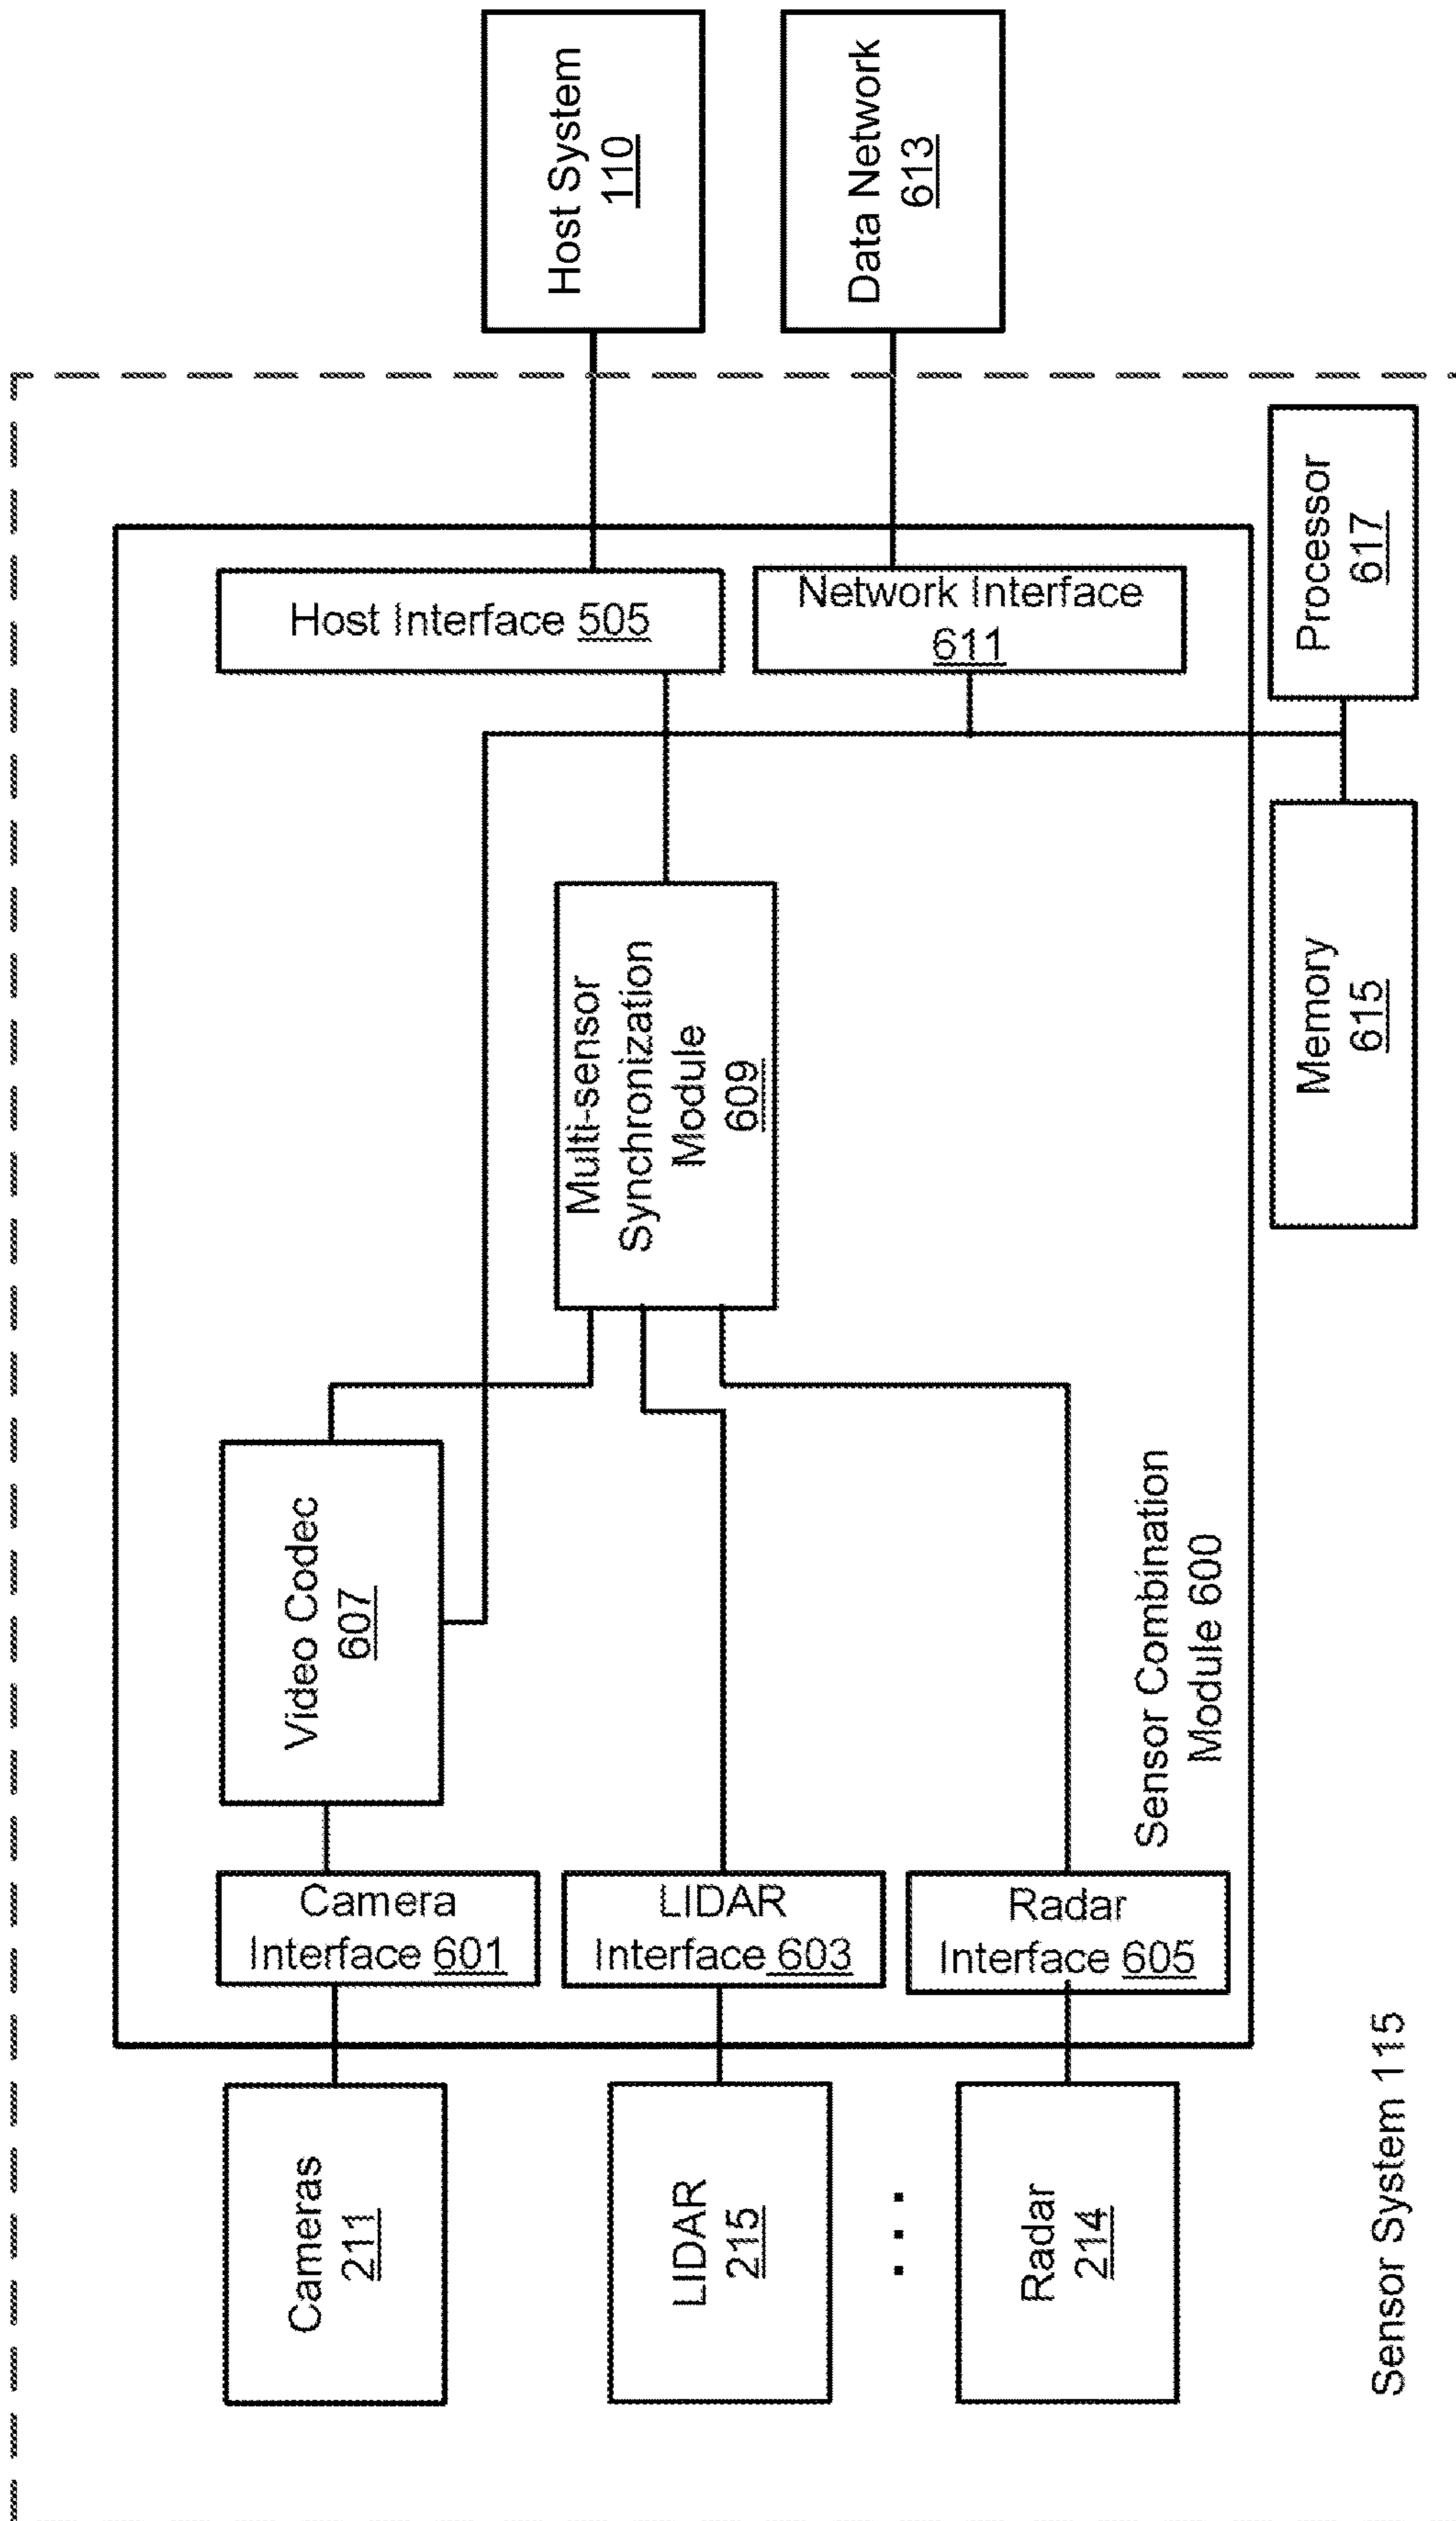 Cameras
211
LIDAR
215
. . .
Radar
214
Camera
Interface 601
LIDAR
Interface 603
Radar
Interface 605
Video Codec
607
Multi-sensor
Synchronization
Module
609
Sensor Combination
Module 600
Host Interface 505
Network Interface
611
Memory
615
Processor
617
Host System
110
Data Network
613
Sensor System 115